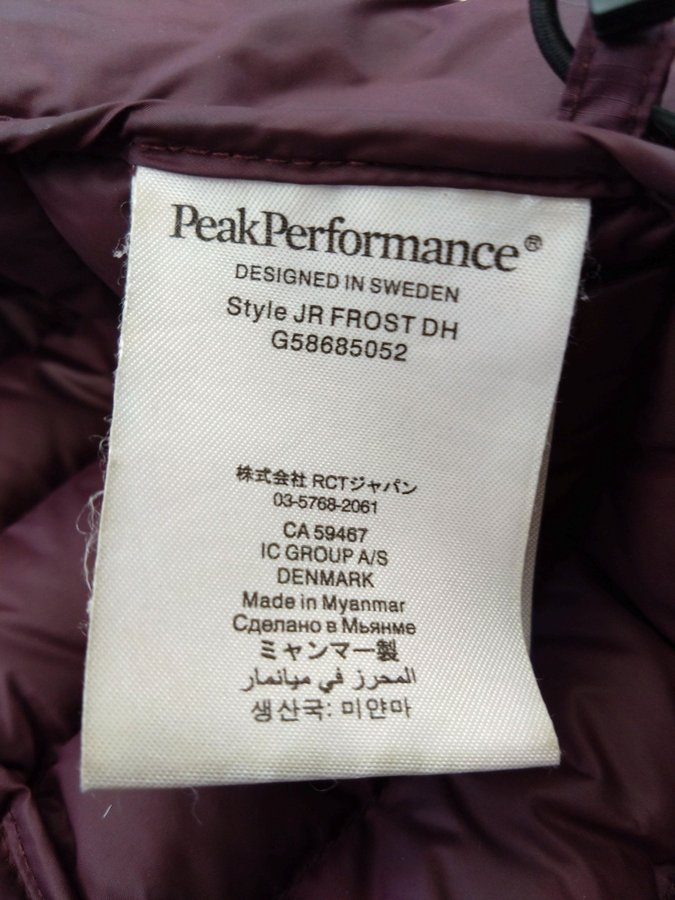 PeakPerformance®
DESIGNED IN SWEDEN
Style JR FROST DH
G58685052
株式会社 RCTジャパン
03-5768-2061
CA 59467
IC GROUP A/S
DENMARK
Made in Myanmar
Сделано в Мьянме
ミャンマー製
المحرز في ميانمار
생산국: 미얀마